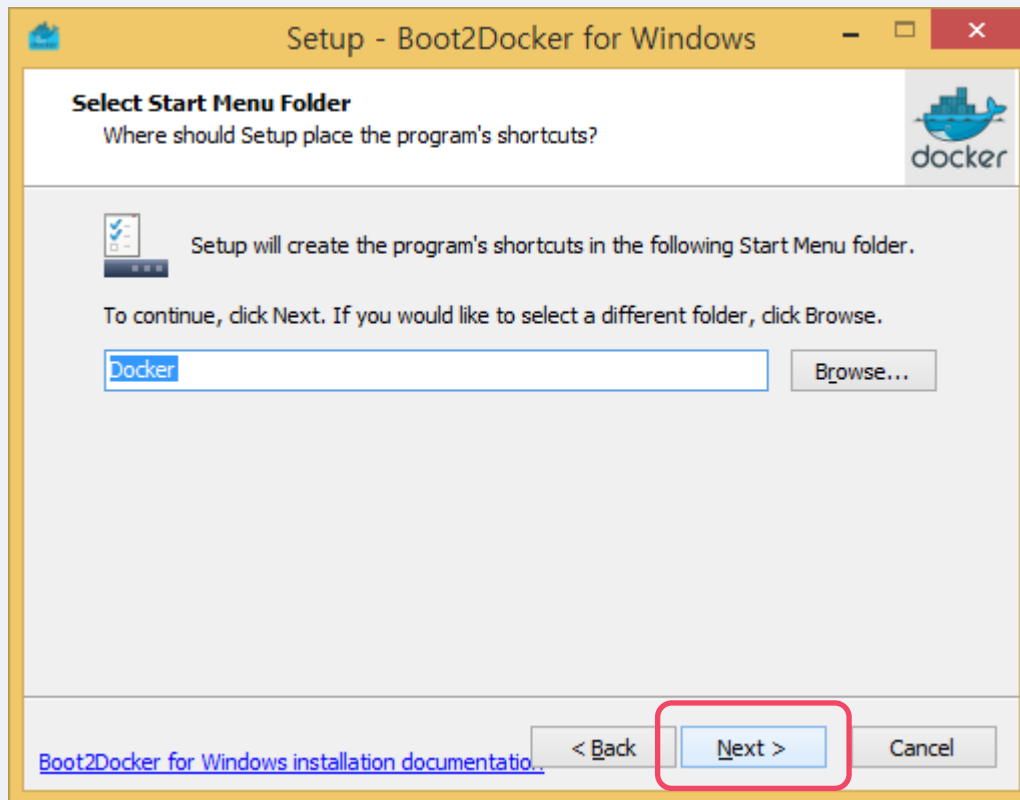 Setup - Boot2Docker for Windows
Select Start Menu Folder
Where should Setup place the program's shortcuts?
docker
Setup will create the program's shortcuts in the following Start Menu folder.
To continue, click Next. If you would like to select a different folder, click Browse.
Docker
Browse...
Boot2Docker for Windows installation documentatio
< Back
Next >
Cancel